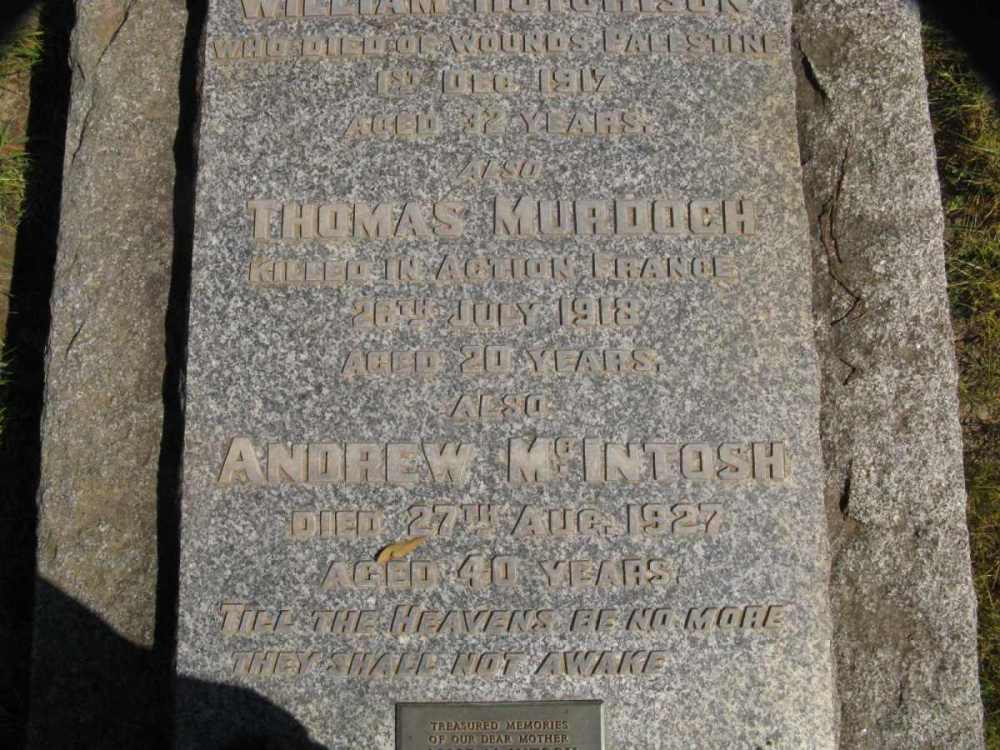 WILLIAM HUTCHISON
WHO DIED OF WOUNDS PALESTINE
1ST DEC. 1917
AGED 32 YEARS.
ALSO
THOMAS MURDOCH
KILLED IN ACTION FRANCE
28TH JULY 1918
AGED 20 YEARS.
ALSO
ANDREW MCINTOSH
DIED 27TH AUG. 1927
AGED 40 YEARS.
TILL THE HEAVENS BE NO MORE
THEY SHALL NOT AWAKE
TREASURED MEMORIES
OF OUR DEAR MOTHER